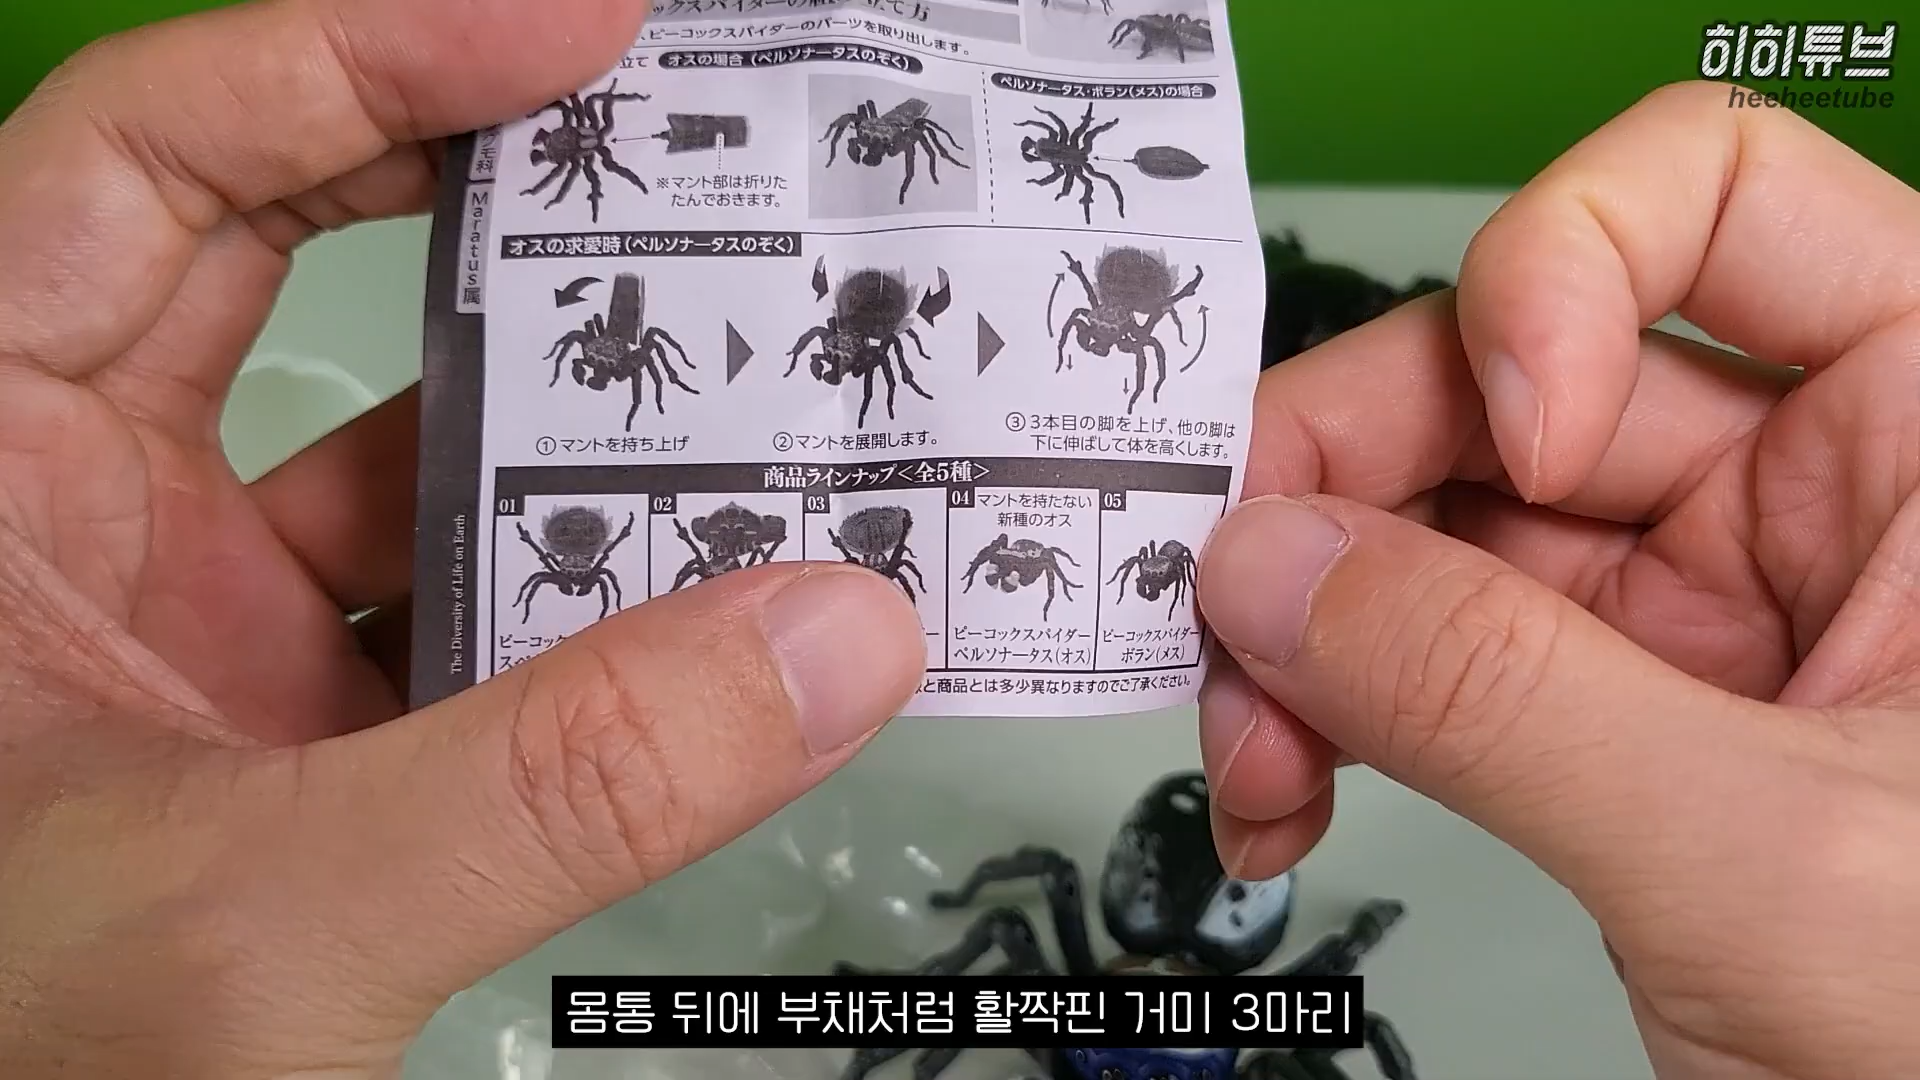 히히튜브
heeheetube
ピーコックスパイダーのパーツを取り出します。
立て
オスの場合(ペルソナータスのぞく)
ペルソナータス・ボラン(メス)の場合
※マント部は折りた
たんでおきます。
クモ科
Maratus属
オスの求愛時(ペルソナータスのぞく)
①マントを持ち上げ
②マントを展開します。
③3本目の脚を上げ、他の脚は
下に伸ばして体を高くします。
商品ラインナップ<全5種>
01
02
03
04 マントを持たない
新種のオス
05
ピーコックスパイダー
ペルソナータス(オス)
ピーコックスパイダー
ボラン(メス)
と商品とは多少異なりますのでご了承ください。
The Diversity of Life on Earth
몸통 뒤에 부채처럼 활짝핀 거미 3마리